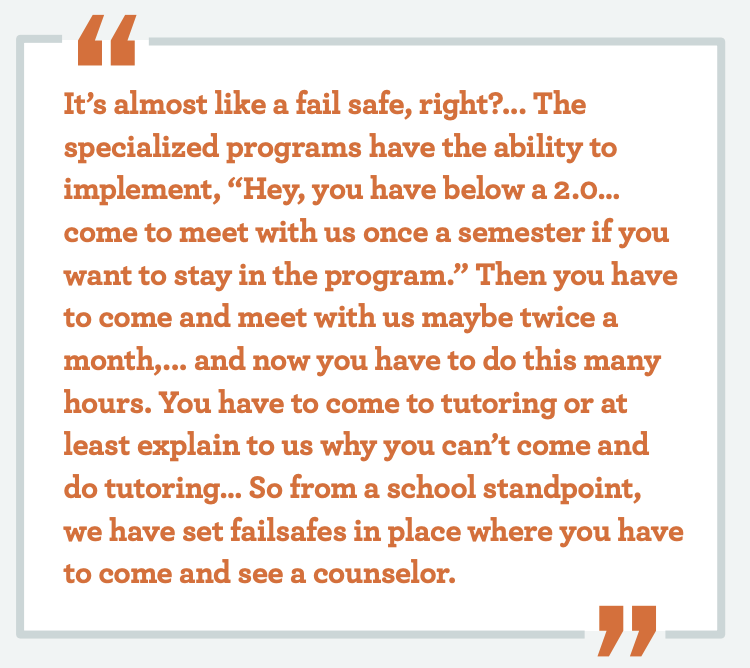 “
It’s almost like a fail safe, right?... The
specialized programs have the ability to
implement, “Hey, you have below a 2.0...
come to meet with us once a semester if you
want to stay in the program.” Then you have
to come and meet with us maybe twice a
month,... and now you have to do this many
hours. You have to come to tutoring or at
least explain to us why you can’t come and
do tutoring... So from a school standpoint,
we have set failsafes in place where you have
to come and see a counselor.
”